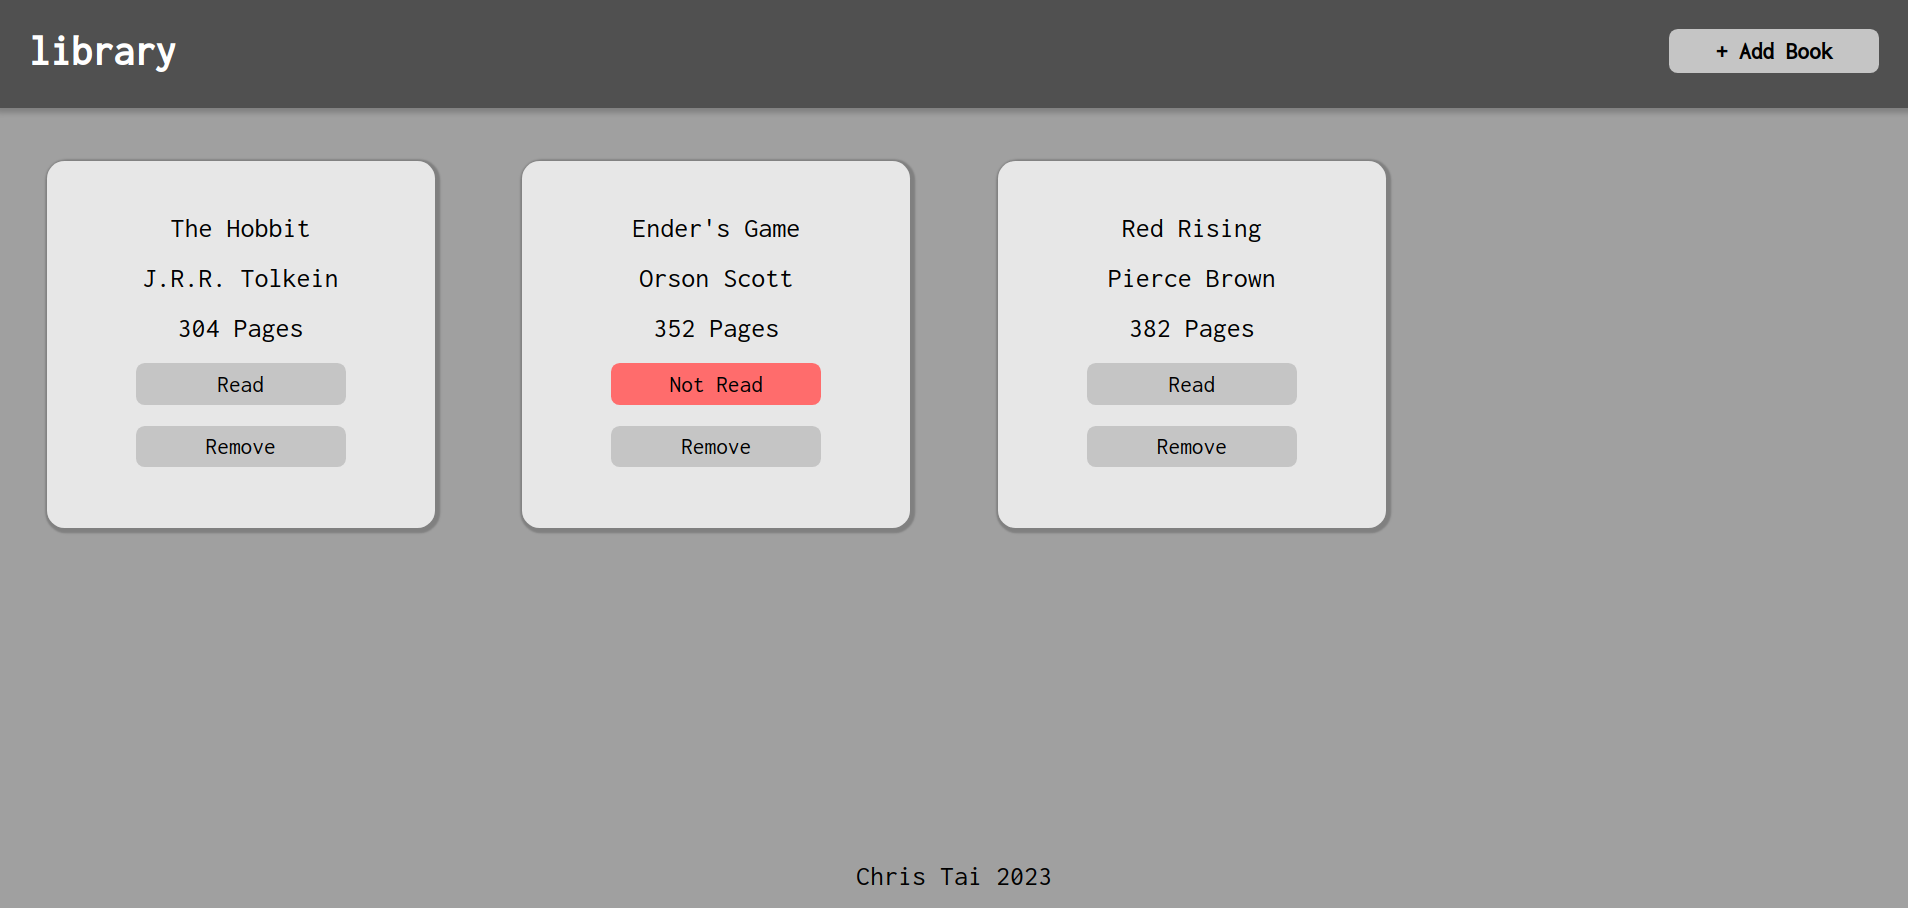 library
+ Add Book
The Hobbit
J.R.R. Tolkein
304 Pages
Read
Remove
Ender's Game
Orson Scott
352 Pages
Not Read
Remove
Red Rising
Pierce Brown
382 Pages
Read
Remove
Chris Tai 2023